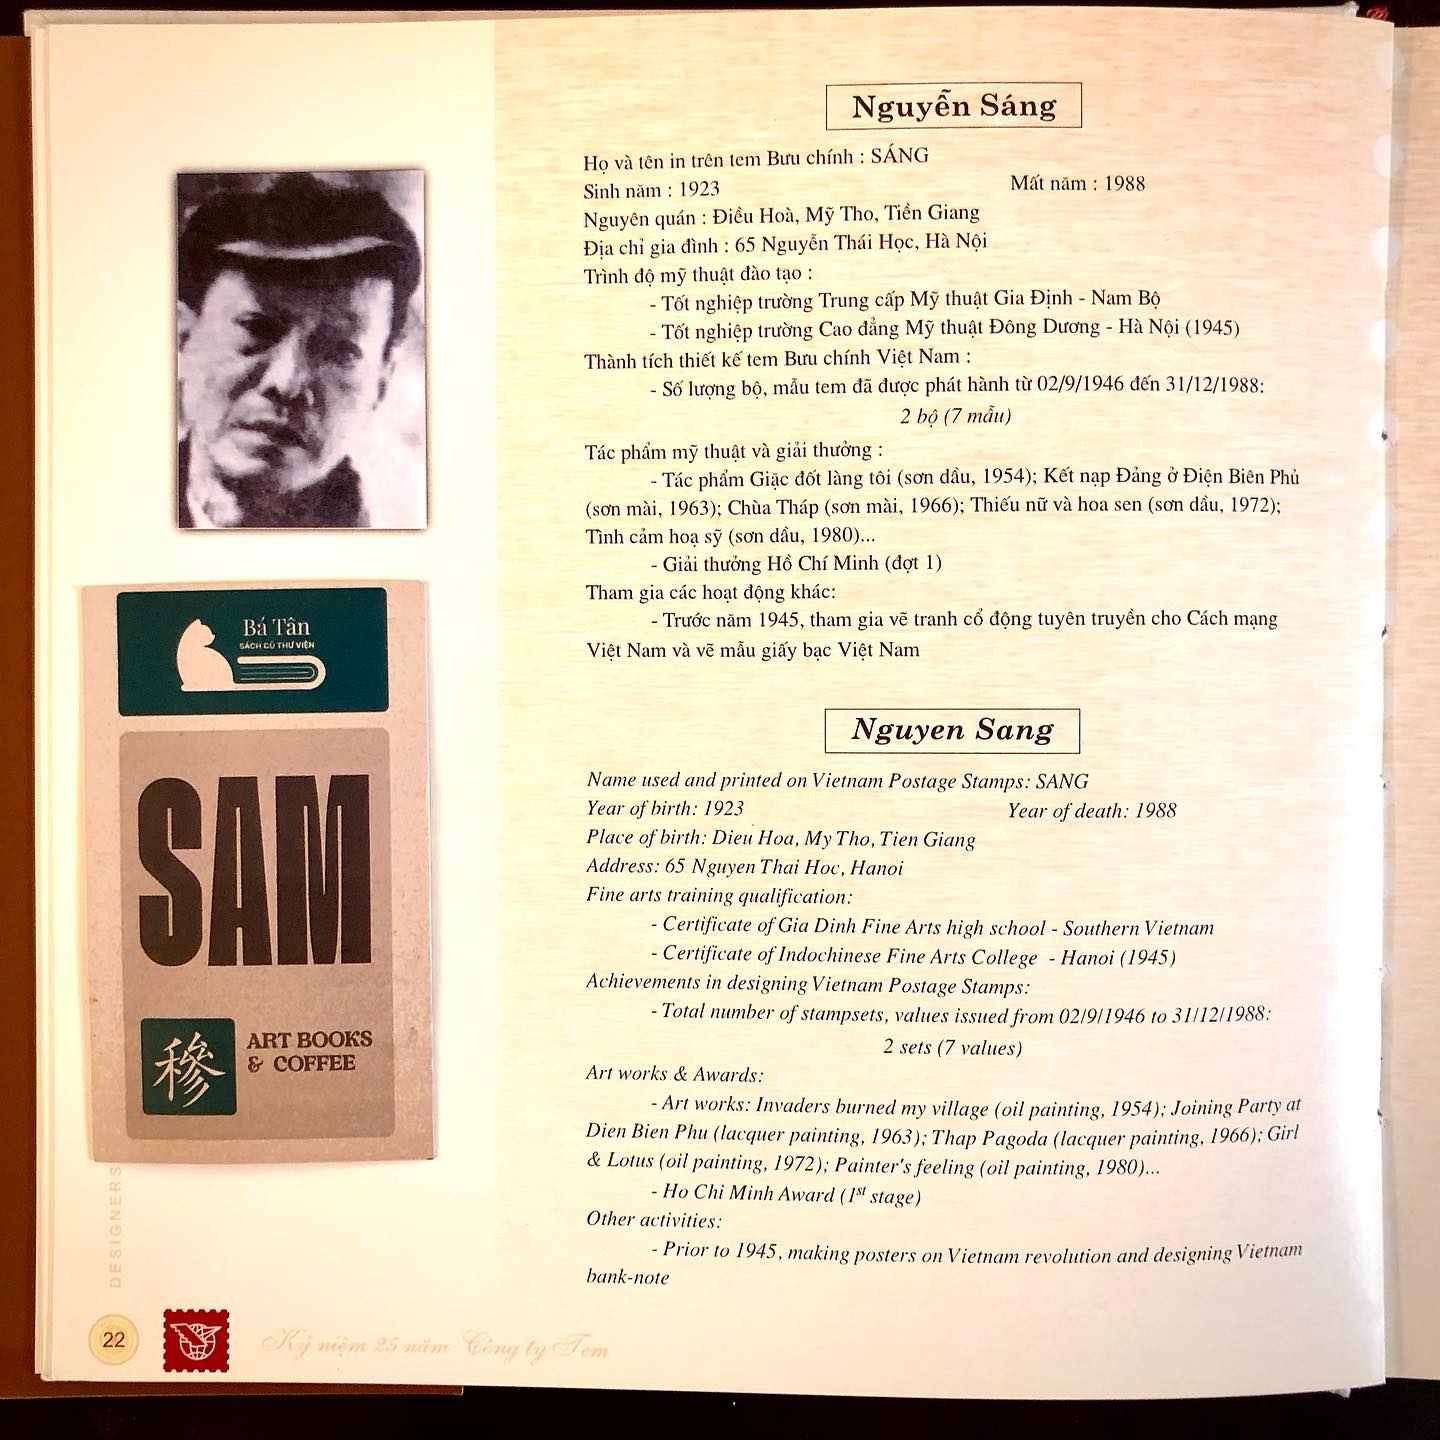 Nguyễn Sáng
Họ và tên in trên tem Bưu chính : SÁNG
Sinh năm : 1923 Mất năm : 1988
Nguyên quán : Điều Hoà, Mỹ Tho, Tiền Giang
Địa chỉ gia đình : 65 Nguyễn Thái Học, Hà Nội
Trình độ mỹ thuật đào tạo :
- Tốt nghiệp trường Trung cấp Mỹ thuật Gia Định - Nam Bộ
- Tốt nghiệp trường Cao đẳng Mỹ thuật Đông Dương - Hà Nội (1945)
Thành tích thiết kế tem Bưu chính Việt Nam :
- Số lượng bộ, mẫu tem đã được phát hành từ 02/9/1946 đến 31/12/1988:
2 bộ (7 mẫu)
Tác phẩm mỹ thuật và giải thưởng :
- Tác phẩm Giặc đốt làng tôi (sơn dầu, 1954); Kết nạp Đảng ở Điện Biên Phủ
(sơn mài, 1963); Chùa Tháp (sơn mài, 1966); Thiếu nữ và hoa sen (sơn dầu, 1972);
Tình cảm hoạ sỹ (sơn dầu, 1980)...
- Giải thưởng Hồ Chí Minh (đợt 1)
Tham gia các hoạt động khác:
- Trước năm 1945, tham gia vẽ tranh cổ động tuyên truyền cho Cách mạng
Việt Nam và vẽ mẫu giấy bạc Việt Nam
Nguyen Sang
Name used and printed on Vietnam Postage Stamps: SANG
Year of birth: 1923 Year of death: 1988
Place of birth: Dieu Hoa, My Tho, Tien Giang
Address: 65 Nguyen Thai Hoc, Hanoi
Fine arts training qualification:
- Certificate of Gia Dinh Fine Arts high school - Southern Vietnam
- Certificate of Indochinese Fine Arts College - Hanoi (1945)
Achievements in designing Vietnam Postage Stamps:
- Total number of stampsets, values issued from 02/9/1946 to 31/12/1988:
2 sets (7 values)
Art works & Awards:
- Art works: Invaders burned my village (oil painting, 1954); Joining Party at
Dien Bien Phu (lacquer painting, 1963); Thap Pagoda (lacquer painting, 1966); Girl
& Lotus (oil painting, 1972); Painter's feeling (oil painting, 1980)...
- Ho Chi Minh Award (1st stage)
Other activities:
- Prior to 1945, making posters on Vietnam revolution and designing Vietnam
bank-note
Bá Tân
SÁCH CŨ THƯ VIỆN
SAM
穇
ART BOOKS
& COFFEE
DESIGNERS
22
Kỷ niệm 25 năm Công ty Tem